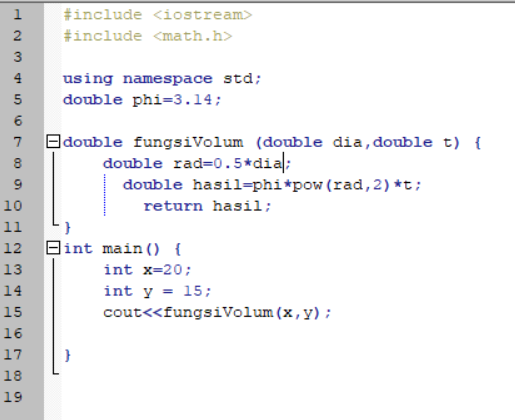 1 #include <iostream>
2 #include <math.h>
3
4 using namespace std;
5 double phi=3.14;
6
7 double fungsiVolum (double dia,double t) {
8 double rad=0.5*dia;
9 double hasil=phi*pow(rad,2)*t;
10 return hasil;
11 }
12 int main() {
13 int x=20;
14 int y = 15;
15 cout<<fungsiVolum(x,y);
16
17 }
18
19